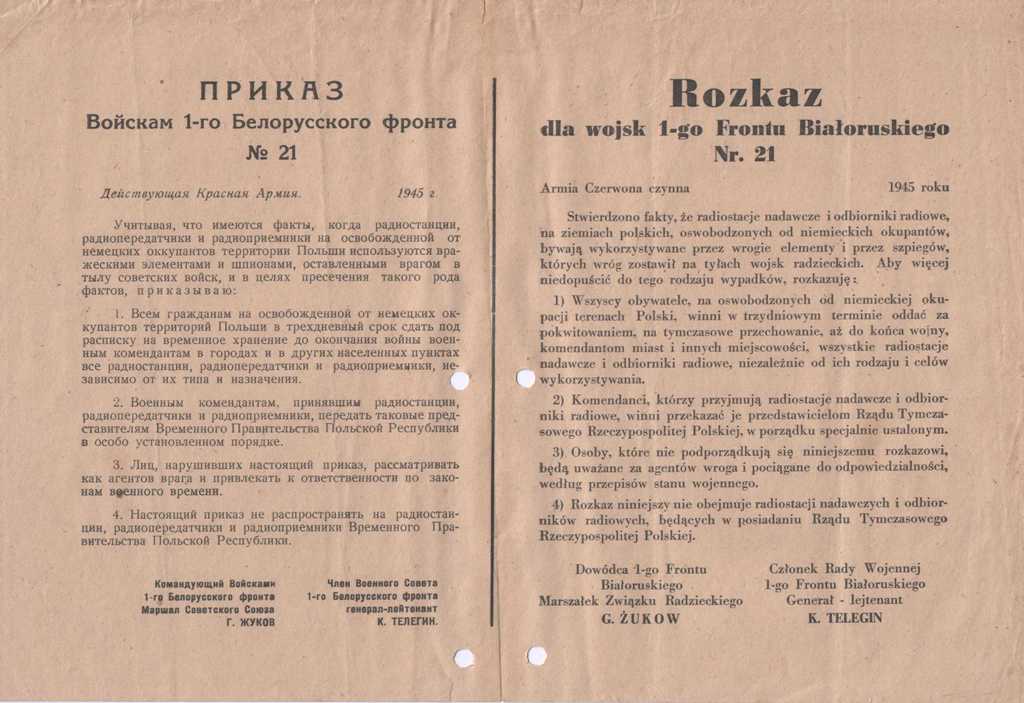 ПРИКАЗ
Войскам 1-го Белорусского фронта
№ 21
Действующая Красная Армия. 1945 г.
Учитывая, что имеются факты, когда радиостанции,
радиопередатчики и радиоприемники на освобожденной от
немецких оккупантов территории Польши используются вра-
жескими элементами и шпионами, оставленными врагом в
тылу советских войск, и в целях пресечения такого рода
фактов, приказываю:
1. Всем гражданам на освобожденной от немецких ок-
купантов территорий Польши в трехдневный срок сдать под
расписку на временное хранение до окончания войны воен-
ным комендантам в городах и в других населенных пунктах
все радиостанции, радиопередатчики и радиоприемники, не-
зависимо от их типа и назначения.
2. Военным комендантам, принявшим радиостанции,
радиопередатчики и радиоприемники, передать таковые пред-
ставителям Временного Правительства Польской Республики
в особо установленном порядке.
3. Лиц, нарушивших настоящий приказ, рассматривать
как агентов врага и привлекать к ответственности по зако-
нам военного времени.
4. Настоящий приказ не распространять на радиостан-
ции, радиопередатчики и радиоприемники Временного Пра-
вительства Польской Республики.
Командующий Войсками
1-го Белорусского фронта
Маршал Советского Союза
Г. ЖУКОВ
Член Военного Совета
1-го Белорусского фронта
генерал-лейтенант
К. ТЕЛЕГИН.
Rozkaz
dla wojsk 1-go Frontu Białoruskiego
Nr. 21
Armia Czerwona czynna 1945 roku
Stwierdzono fakty, że radiostacje nadawcze i odbiorniki radiowe,
na ziemiach polskich, oswobodzonych od niemieckich okupantów,
bywają wykorzystywane przez wrogie elementy i przez szpiegów,
których wróg zostawił na tyłach wojsk radzieckich. Aby więcej
niedopuścić do tego rodzaju wypadków, rozkazuję:
1) Wszyscy obywatele, na oswobodzonych od niemieckiej oku-
pacji terenach Polski, winni w trzydniowym terminie oddać za
pokwitowaniem, na tymczasowe przechowanie, aż do końca wojny,
komendantom miast i innych miejscowości, wszystkie radiostacje
nadawcze i odbiorniki radiowe, niezależnie od ich rodzaju i celów
wykorzystywania.
2) Komendanci, którzy przyjmują radiostacje nadawcze i odbior-
niki radiowe, winni przekazać je przedstawicielom Rządu Tymcza-
sowego Rzeczypospolitej Polskiej, w porządku specjalnie ustalonym.
3) Osoby, które nie podporządkują się niniejszemu rozkazowi,
będą uważane za agentów wroga i pociągane do odpowiedzialności,
według przepisów stanu wojennego.
4) Rozkaz niniejszy nie obejmuje radiostacji nadawczych i odbior-
ników radiowych, będących w posiadaniu Rządu Tymczasowego
Rzeczypospolitej Polskiej.
Dowódca 1-go Frontu
Białoruskiego
Marszałek Związku Radzieckiego
G. ŻUKOW
Członek Rady Wojennej
1-go Frontu Białoruskiego
Generał - lejtenant
K. TELEGIN